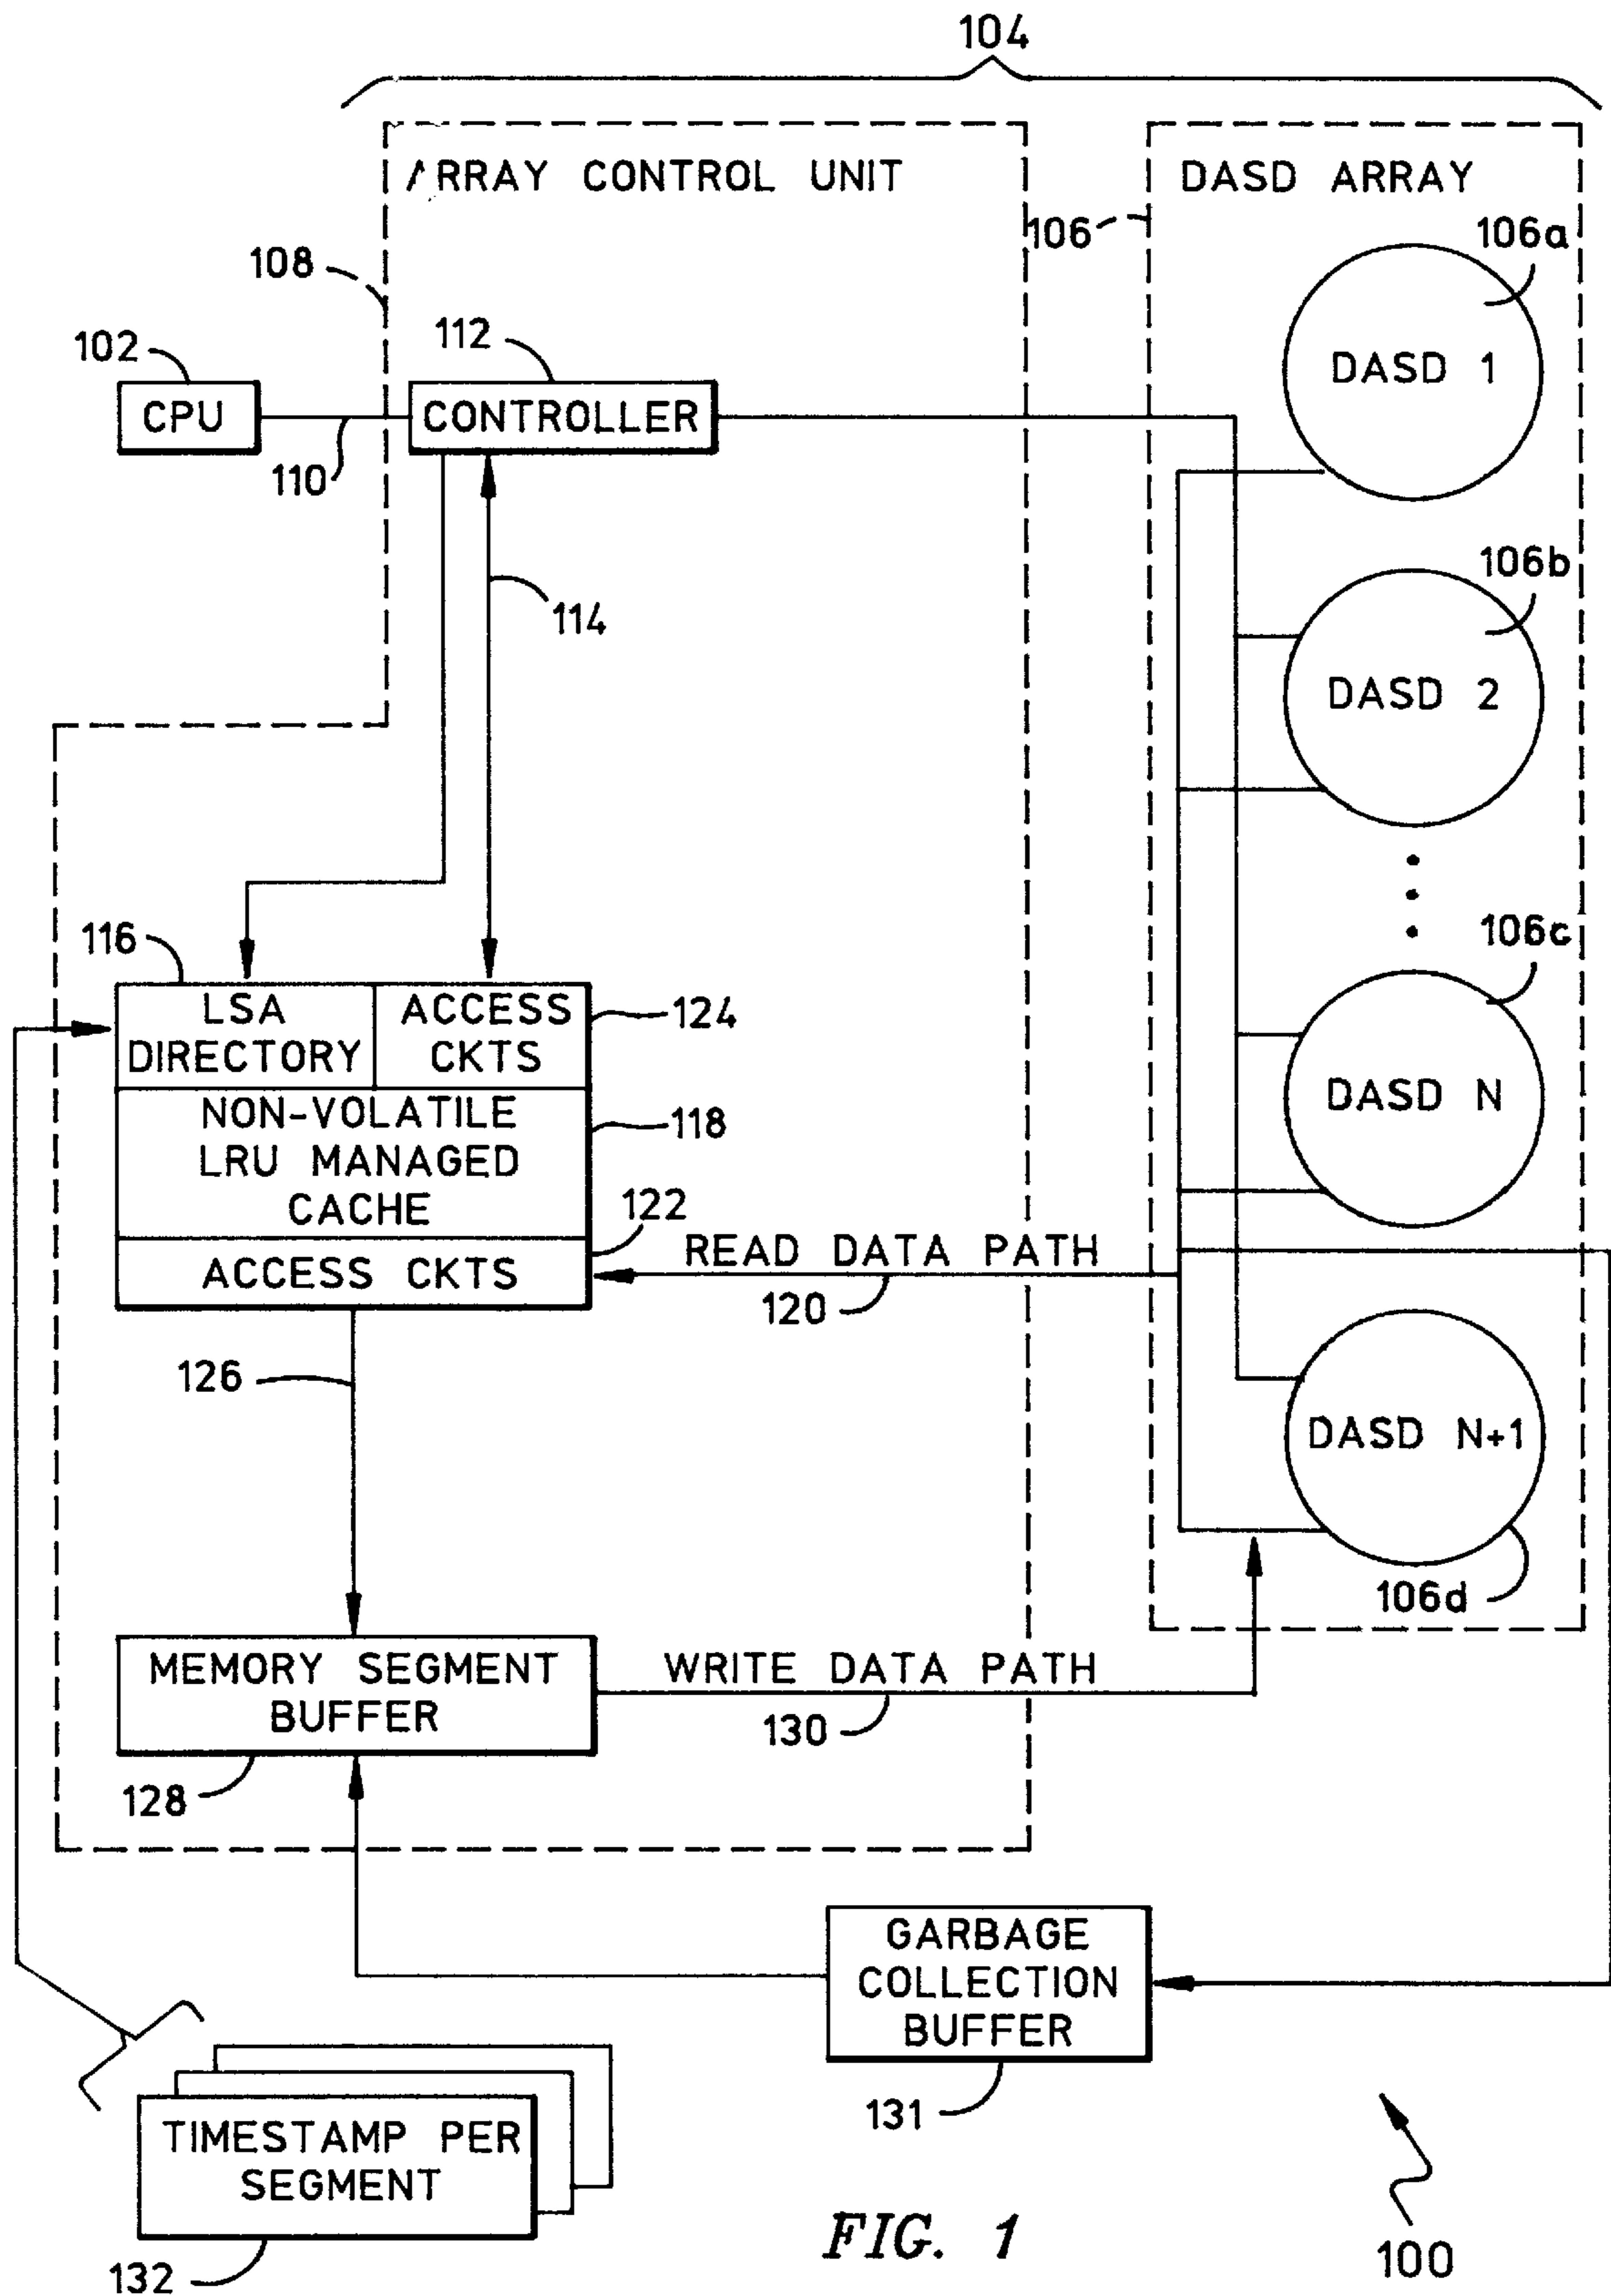 104
ARRAY CONTROL UNIT
DASD ARRAY
106
106a
108
DASD 1
102
112
CPU
CONTROLLER
110
106b
114
DASD 2
116
106c
LSA
DIRECTORY
ACCESS
CKTS
124
NON-VOLATILE
LRU MANAGED
CACHE
118
DASD N
122
ACCESS CKTS
READ DATA PATH
120
126
DASD N+1
106d
MEMORY SEGMENT
BUFFER
WRITE DATA PATH
130
128
GARBAGE
COLLECTION
BUFFER
131
TIMESTAMP PER
SEGMENT
132
FIG. 1
100